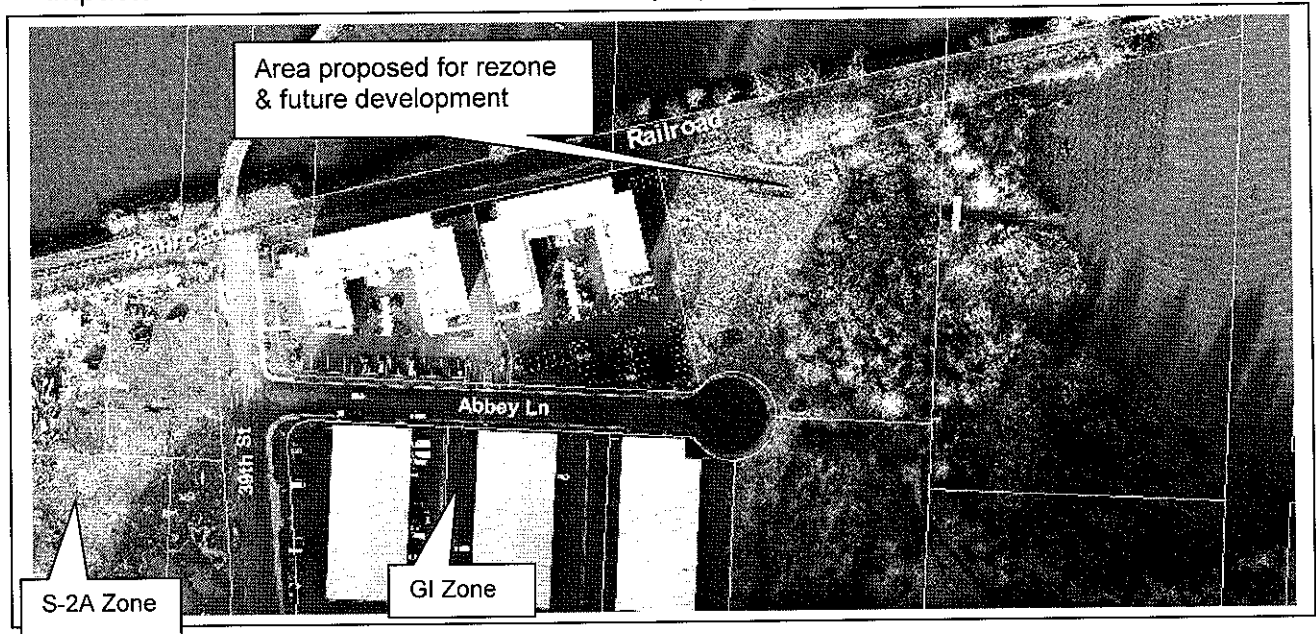 Area proposed for rezone
& future development
Railroad
Railroad
Abbey Ln
39th St
S-2A Zone
GI Zone